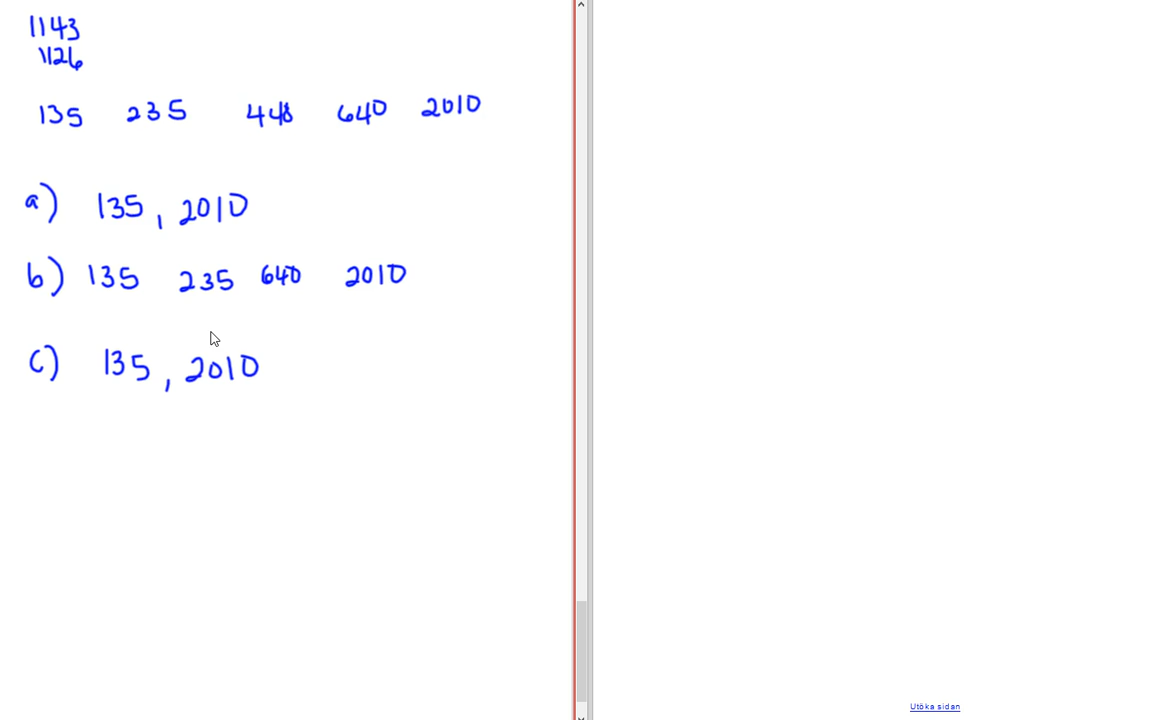 1143
1126
135 235 448 640 2010
a) 135, 2010
b) 135 235 640 2010
c) 135, 2010
Utöka sidan